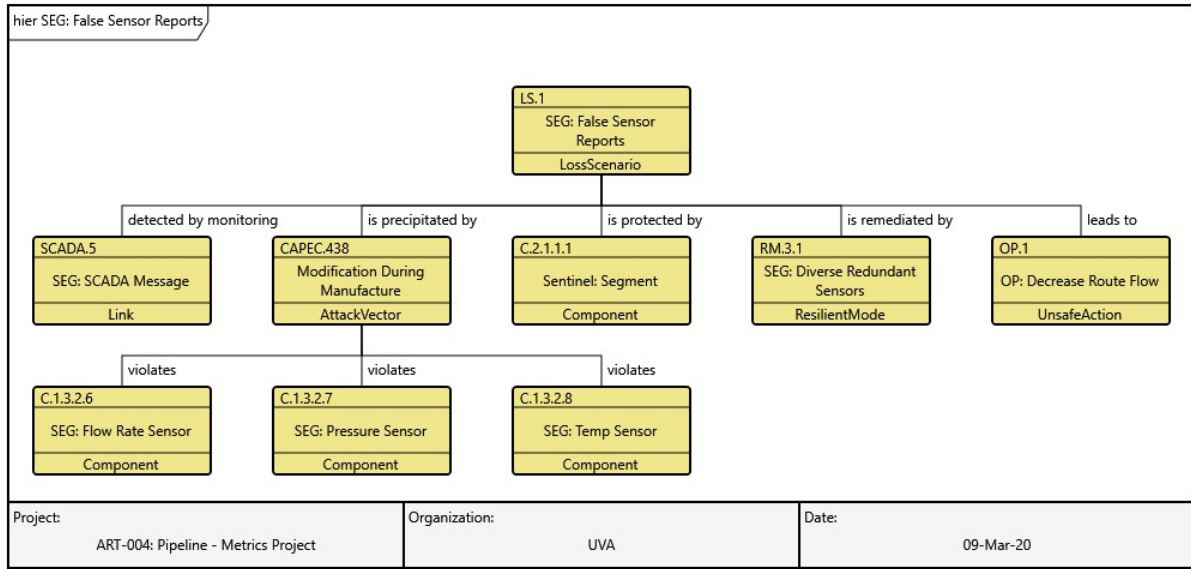 hier SEG: False Sensor Reports
LS.1
SEG: False Sensor
Reports
LossScenario
detected by monitoring
is precipitated by
is protected by
is remediated by
leads to
SCADA.5
SEG: SCADA Message
Link
CAPEC.438
Modification During
Manufacture
AttackVector
C.2.1.1.1
Sentinel: Segment
Component
RM.3.1
SEG: Diverse Redundant
Sensors
ResilientMode
OP.1
OP: Decrease Route Flow
UnsafeAction
violates
violates
violates
C.1.3.2.6
SEG: Flow Rate Sensor
Component
C.1.3.2.7
SEG: Pressure Sensor
Component
C.1.3.2.8
SEG: Temp Sensor
Component
Project:
ART-004: Pipeline - Metrics Project
Organization:
UVA
Date:
09-Mar-20